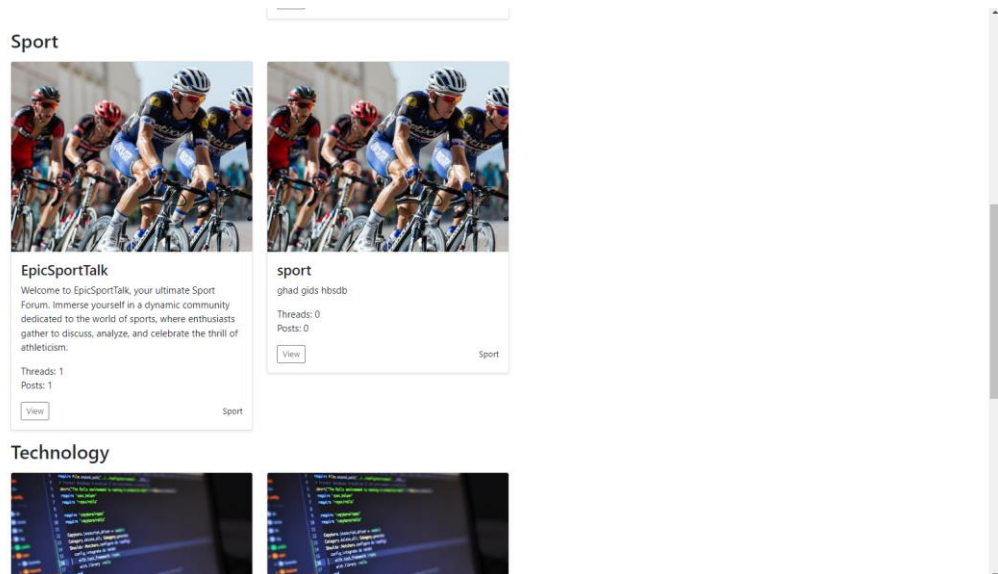 Sport
EpicSportTalk
Welcome to EpicSportTalk, your ultimate Sport
Forum. Immerse yourself in a dynamic community
dedicated to the world of sports, where enthusiasts
gather to discuss, analyze, and celebrate the thrill of
athleticism.
Threads: 1
Posts: 1
View
Sport
sport
ghad gids hbsdb
Threads: 0
Posts: 0
View
Sport
Technology